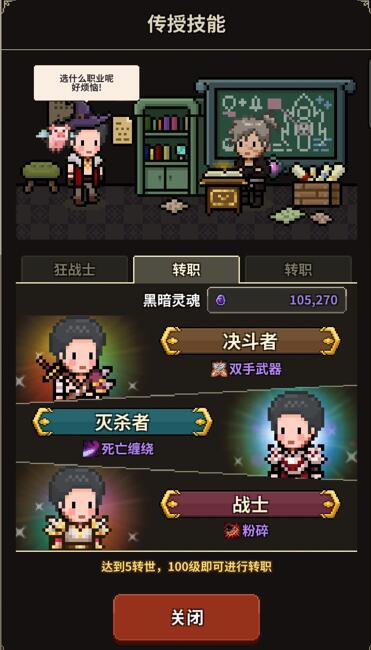 传授技能
选什么职业呢
好烦恼!
狂战士
转职
转职
黑暗灵魂
105,270
决斗者
双手武器
灭杀者
死亡缠绕
战士
粉碎
达到5转世，100级即可进行转职
关闭